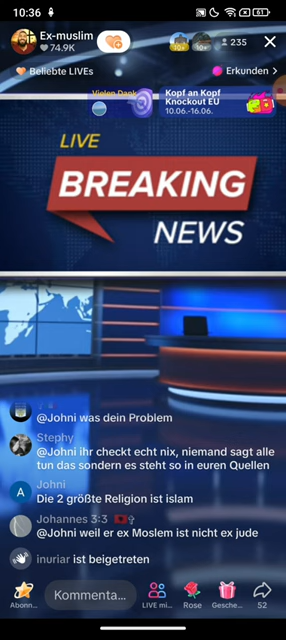 10:36
61
Ex-muslim
74.9K
10+
10+
235
Beliebte LIVEs
Erkunden >
Vielen Dank
Kopf an Kopf
Knockout EU
10.06.-16.06.
LIVE
BREAKING
NEWS
@Johni was dein Problem
Stephy
@Johni ihr checkt echt nix, niemand sagt alle
tun das sondern es steht so in euren Quellen
A
Johni
Die 2 größte Religion ist islam
Johannes 3:3
@Johni weil er ex Moslem ist nicht ex jude
inuriar ist beigetreten
Kommenta...
Abonn...
LIVE mi...
Rose
Gesche...
52